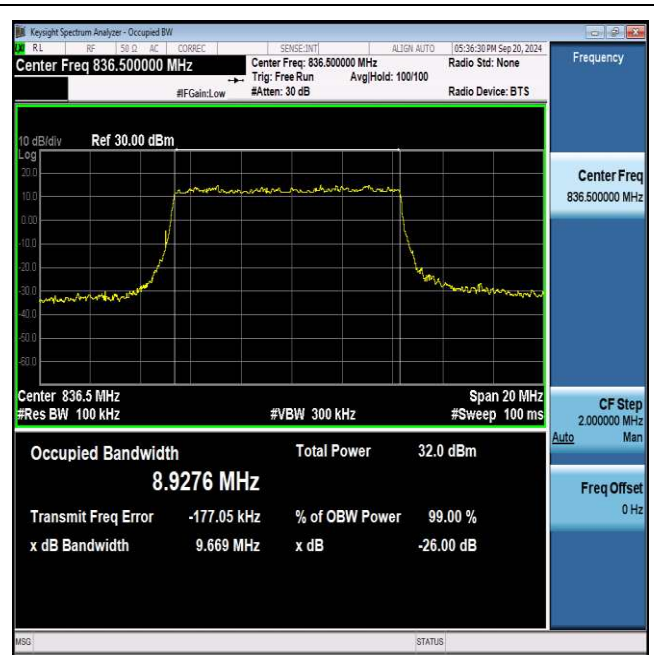 Keysight Spectrum Analyzer - Occupied BW
RL RF 50 Ω AC CORREC SENSE:INT ALIGN AUTO 05:36:30 PM Sep 20, 2024
Center Freq 836.500000 MHz
Center Freq: 836.500000 MHz Radio Std: None
Trig: Free Run Avg|Hold: 100/100
#IFGain:Low #Atten: 30 dB Radio Device: BTS
Frequency
10 dB/div Ref 30.00 dBm
Log
20.0
10.0
0.00
-10.0
-20.0
-30.0
-40.0
-50.0
-60.0
Center 836.5 MHz Span 20 MHz
#Res BW 100 kHz #VBW 300 kHz #Sweep 100 ms
Occupied Bandwidth Total Power 32.0 dBm
8.9276 MHz
Transmit Freq Error -177.05 kHz % of OBW Power 99.00 %
x dB Bandwidth 9.669 MHz x dB -26.00 dB
Center Freq
836.500000 MHz
CF Step
2.000000 MHz
Auto Man
Freq Offset
0 Hz
MSG STATUS